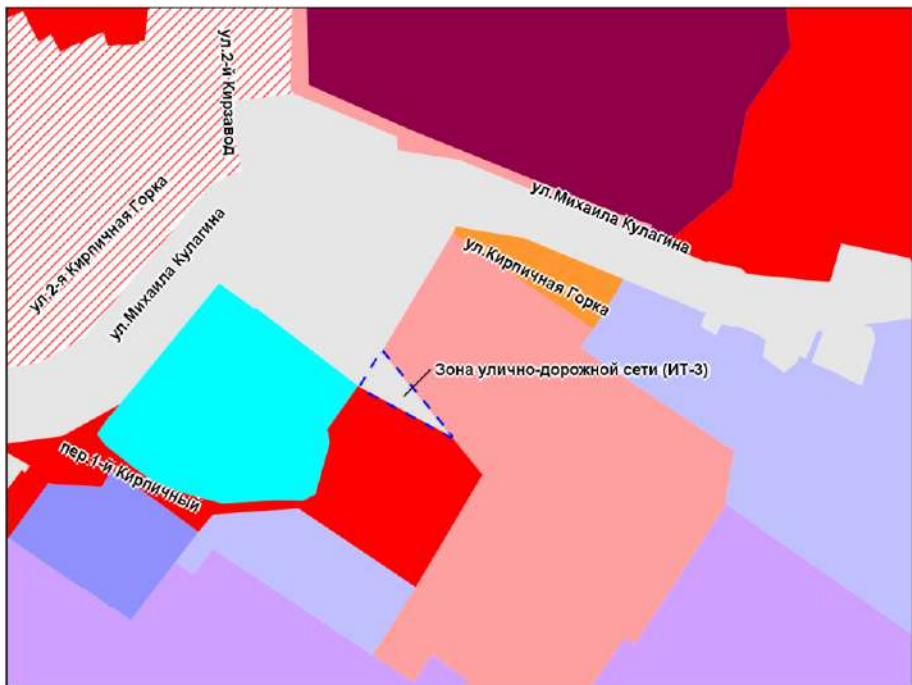 ул.2-й Кирзавод
ул.2-я Кирпичная Горка
ул.Михаила Кулагина
ул.Михаила Кулагина
ул.Кирпичная Горка
Зона улично-дорожной сети (ИТ-3)
пер.1-й Кирпичный